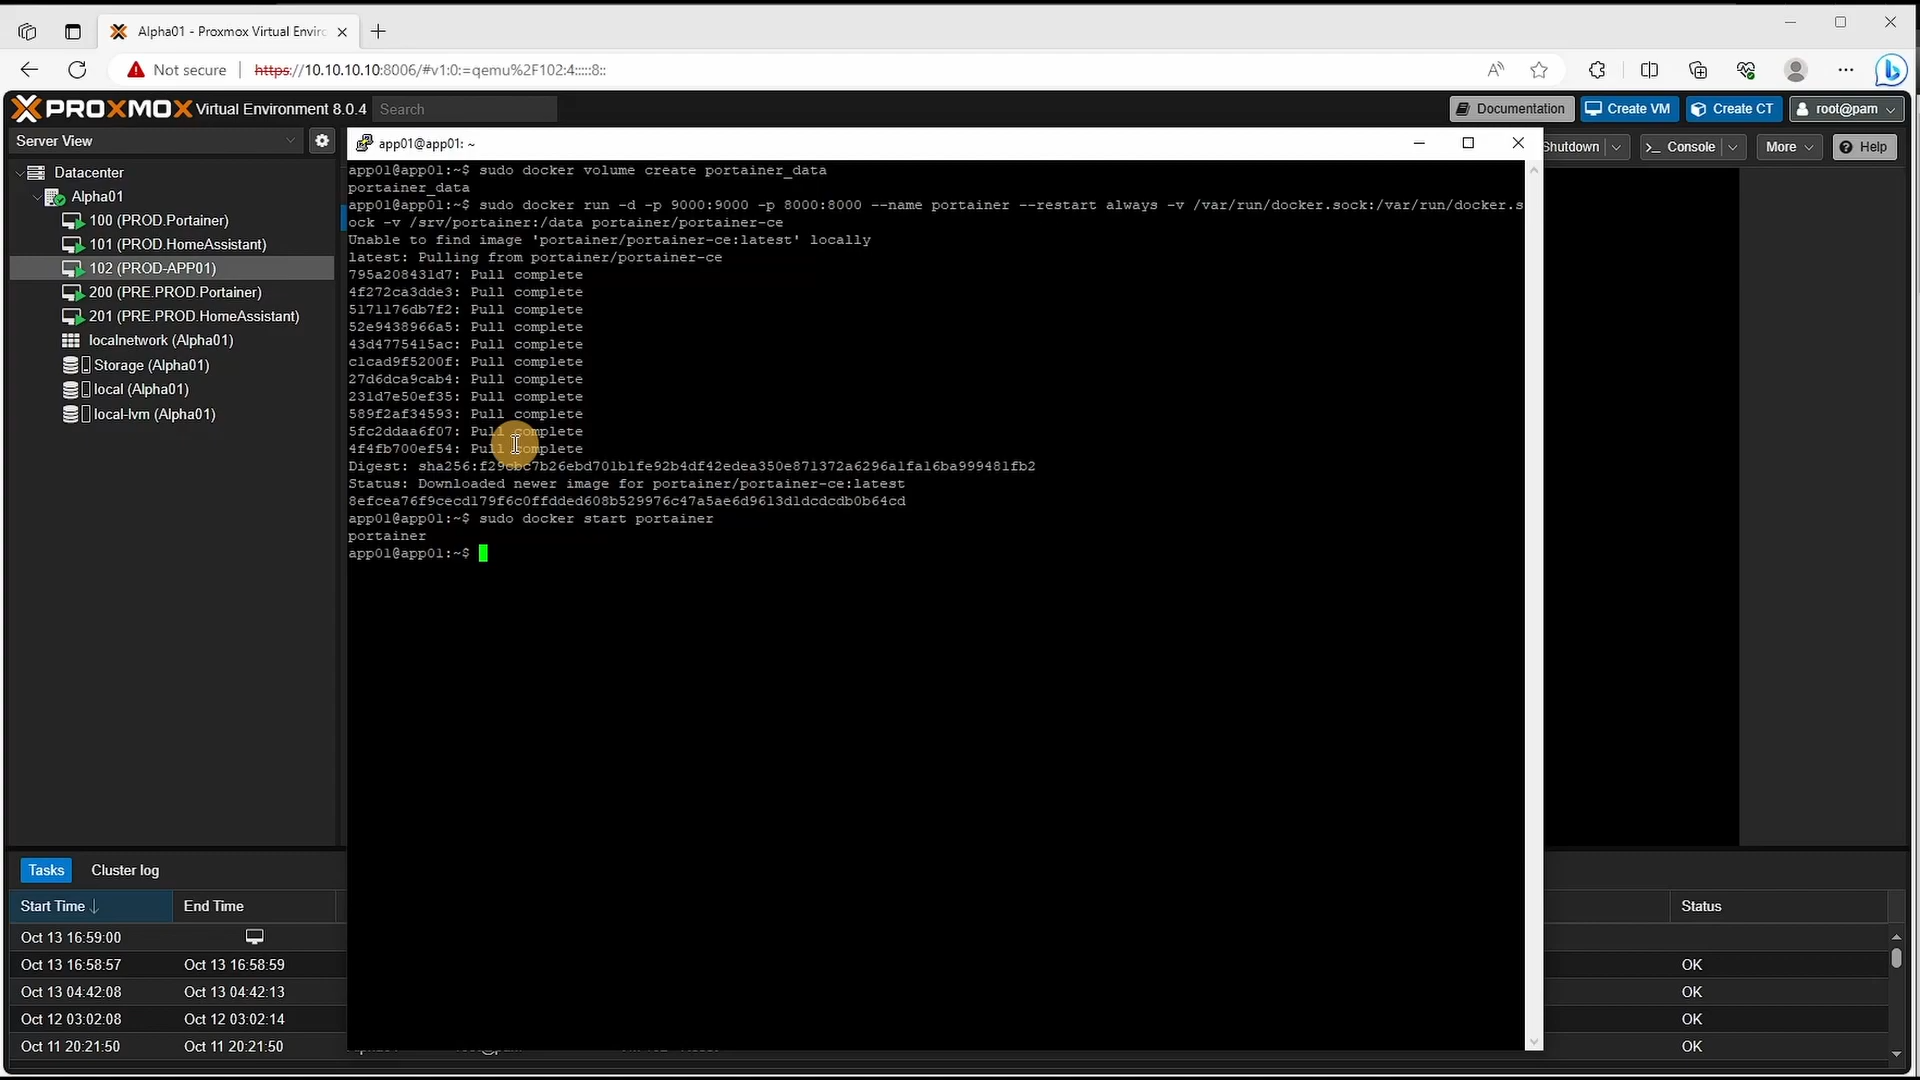 Alpha01 - Proxmox Virtual Enviro
Not secure
https://10.10.10.10:8006/#v1:0:=qemu%2F102:4:::::8::
PROXMOX Virtual Environment 8.0.4
Search
Documentation
Create VM
Create CT
root@pam
Server View
Shutdown
Console
More
Help
Datacenter
Alpha01
100 (PROD.Portainer)
101 (PROD.HomeAssistant)
102 (PROD-APP01)
200 (PRE.PROD.Portainer)
201 (PRE.PROD.HomeAssistant)
localnetwork (Alpha01)
Storage (Alpha01)
local (Alpha01)
local-lvm (Alpha01)
app01@app01: ~
app01@app01:~$ sudo docker volume create portainer_data
portainer_data
app01@app01:~$ sudo docker run -d -p 9000:9000 -p 8000:8000 --name portainer --restart always -v /var/run/docker.sock:/var/run/docker.s
ock -v /srv/portainer:/data portainer/portainer-ce
Unable to find image 'portainer/portainer-ce:latest' locally
latest: Pulling from portainer/portainer-ce
795a208431d7: Pull complete
4f272ca3dde3: Pull complete
5171176db7f2: Pull complete
52e9438966a5: Pull complete
43d4775415ac: Pull complete
c1cad9f5200f: Pull complete
27d6dca9cab4: Pull complete
231d7e50ef35: Pull complete
589f2af34593: Pull complete
5fc2ddaa6f07: Pull complete
4f4fb700ef54: Pull complete
Digest: sha256:f29cbc7b26ebd701b1fe92b4df42edea350e871372a6296a1fa16ba999481fb2
Status: Downloaded newer image for portainer/portainer-ce:latest
8efcea76f9cecd179f6c0ffdded608b529976c47a5ae6d9613d1dcdcdb0b64cd
app01@app01:~$ sudo docker start portainer
portainer
app01@app01:~$
Tasks
Cluster log
Start Time
End Time
Status
Oct 13 16:59:00
Oct 13 16:58:57 Oct 13 16:58:59 OK
Oct 13 04:42:08 Oct 13 04:42:13 OK
Oct 12 03:02:08 Oct 12 03:02:14 OK
Oct 11 20:21:50 Oct 11 20:21:50 OK